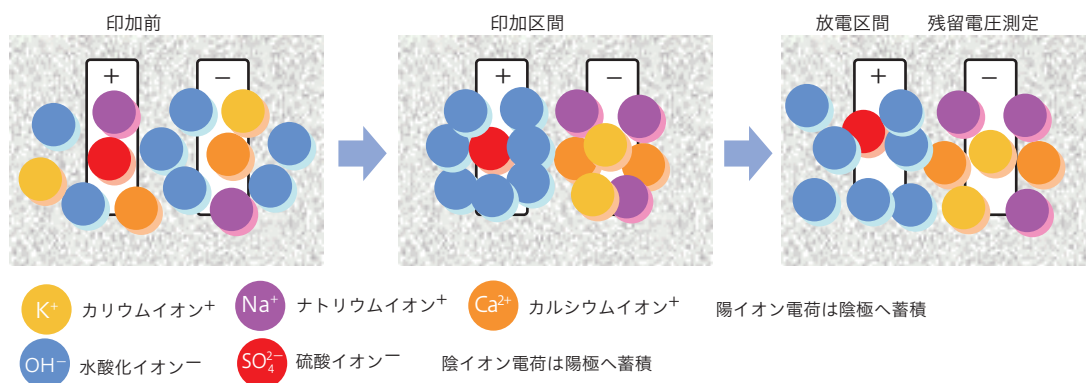 印加前 印加区間 放電区間 残留電圧測定
+ − + − + −
K⁺ カリウムイオン⁺ Na⁺ ナトリウムイオン⁺ Ca²⁺ カルシウムイオン⁺ 陽イオン電荷は陰極へ蓄積
OH⁻ 水酸化イオン⁻ SO₄²⁻ 硫酸イオン⁻ 陰イオン電荷は陽極へ蓄積